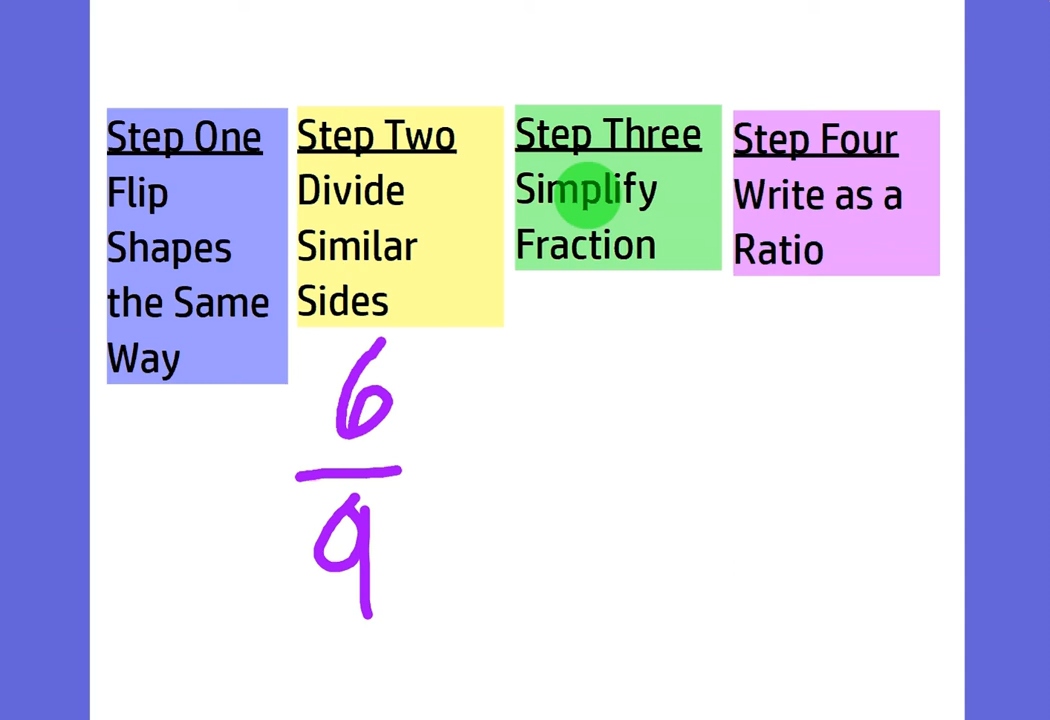 Step One
Flip
Shapes
the Same
Way
Step Two
Divide
Similar
Sides
6
9
Step Three
Simplify
Fraction
Step Four
Write as a
Ratio